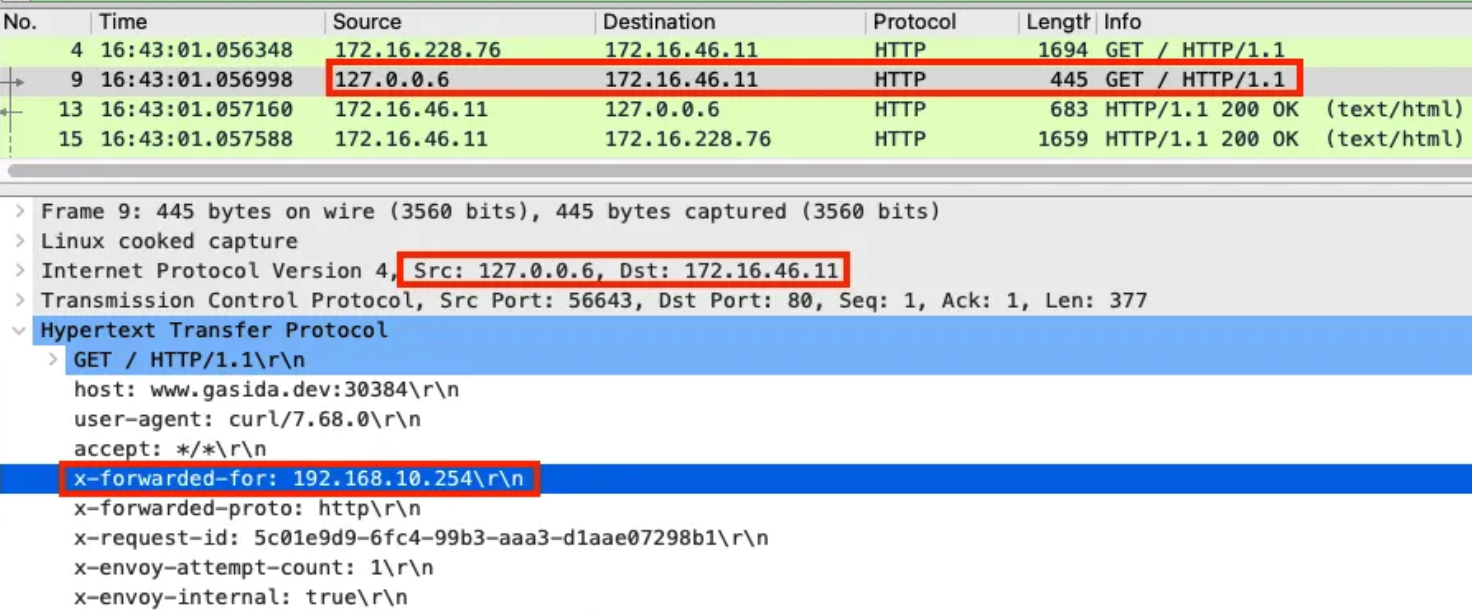 No. Time Source Destination Protocol Length Info
4 16:43:01.056348 172.16.228.76 172.16.46.11 HTTP 1694 GET / HTTP/1.1
9 16:43:01.056998 127.0.0.6 172.16.46.11 HTTP 445 GET / HTTP/1.1
13 16:43:01.057160 172.16.46.11 127.0.0.6 HTTP 683 HTTP/1.1 200 OK (text/html)
15 16:43:01.057588 172.16.46.11 172.16.228.76 HTTP 1659 HTTP/1.1 200 OK (text/html)
Frame 9: 445 bytes on wire (3560 bits), 445 bytes captured (3560 bits)
Linux cooked capture
Internet Protocol Version 4, Src: 127.0.0.6, Dst: 172.16.46.11
Transmission Control Protocol, Src Port: 56643, Dst Port: 80, Seq: 1, Ack: 1, Len: 377
Hypertext Transfer Protocol
GET / HTTP/1.1\r\n
host: www.gasida.dev:30384\r\n
user-agent: curl/7.68.0\r\n
accept: */*\r\n
x-forwarded-for: 192.168.10.254\r\n
x-forwarded-proto: http\r\n
x-request-id: 5c01e9d9-6fc4-99b3-aaa3-d1aae07298b1\r\n
x-envoy-attempt-count: 1\r\n
x-envoy-internal: true\r\n